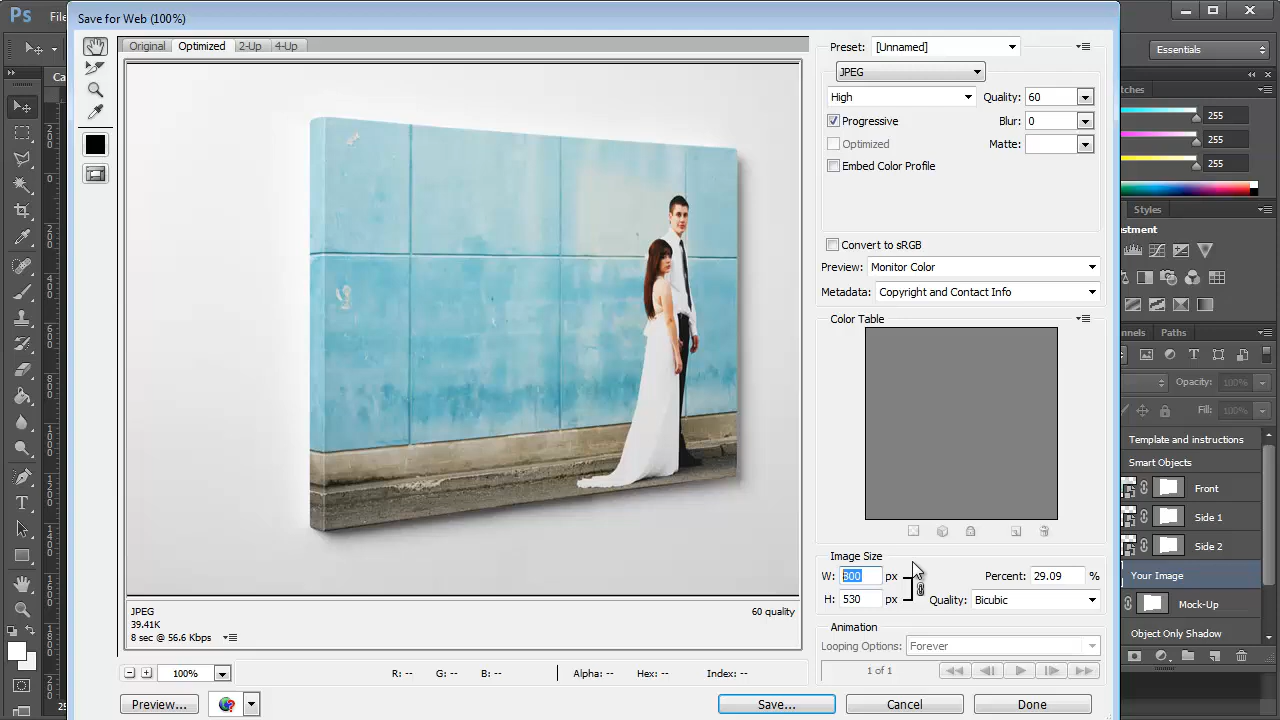 Ps
File
Save for Web (100%)
Essentials
Original
Optimized
2-Up
4-Up
Preset:
[Unnamed]
JPEG
High
Quality:
60
Progressive
Blur:
0
Optimized
Matte:
Embed Color Profile
Convert to sRGB
Preview:
Monitor Color
Metadata:
Copyright and Contact Info
Color Table
Image Size
W:
800
px
Percent:
29.09
%
H:
530
px
Quality:
Bicubic
Animation
Looping Options:
Forever
1 of 1
JPEG
60 quality
39.41K
8 sec @ 56.6 Kbps
100%
R: --
G: --
B: --
Alpha: --
Hex: --
Index: --
Preview...
Save...
Cancel
Done
255
255
255
Styles
Paths
Opacity:
100%
Fill:
100%
Template and instructions
Smart Objects
Front
Side 1
Side 2
Your Image
Mock-Up
Object Only Shadow